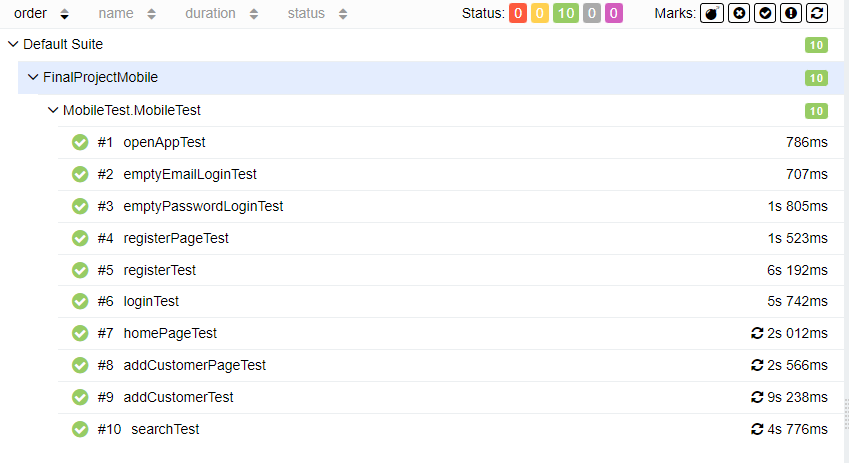 order name duration status Status: 0 0 10 0 0 Marks:
Default Suite 10
FinalProjectMobile 10
MobileTest.MobileTest 10
#1 openAppTest 786ms
#2 emptyEmailLoginTest 707ms
#3 emptyPasswordLoginTest 1s 805ms
#4 registerPageTest 1s 523ms
#5 registerTest 6s 192ms
#6 loginTest 5s 742ms
#7 homePageTest 2s 012ms
#8 addCustomerPageTest 2s 566ms
#9 addCustomerTest 9s 238ms
#10 searchTest 4s 776ms